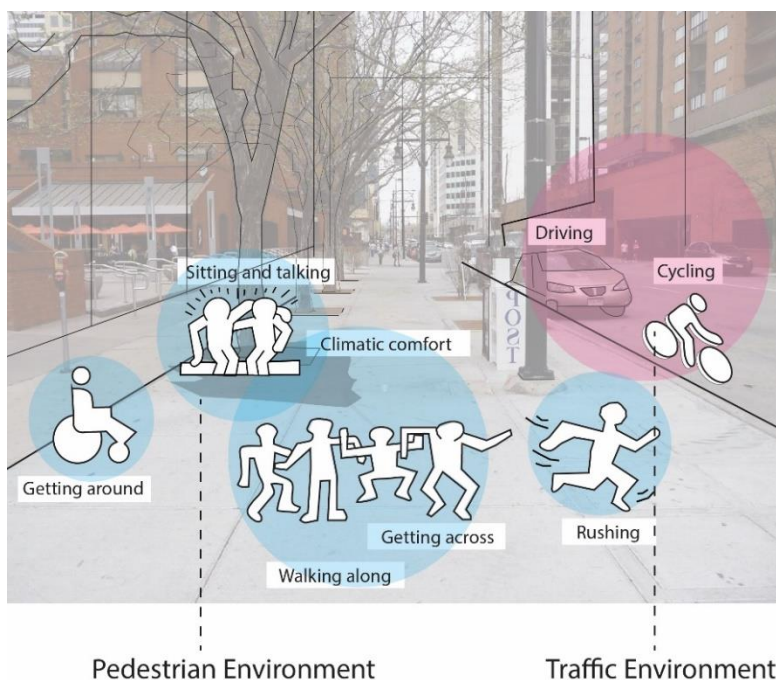 Driving
Sitting and talking
Cycling
POST
Climatic comfort
Getting around
Getting across
Rushing
Walking along
Pedestrian Environment
Traffic Environment